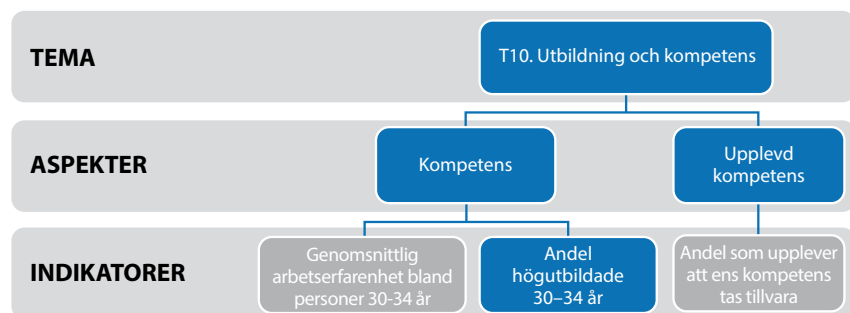 TEMA
T10. Utbildning och kompetens
ASPEKTER
Kompetens
Upplevd
kompetens
INDIKATORER
Genomsnittlig
arbetserfarenhet bland
personer 30-34 år
Andel
högutbildade
30–34 år
Andel som upplever
att ens kompetens
tas tillvara